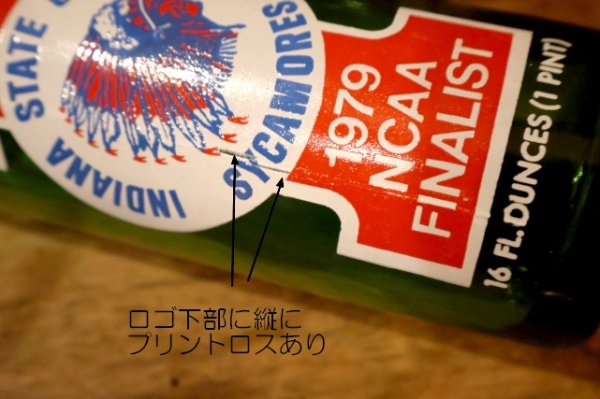 INDIANA STATE
SYCAMORES
1979
NCAA
FINALIST
16 FL. OUNCES (1 PINT)
ロゴ下部に縦に
プリントロスあり